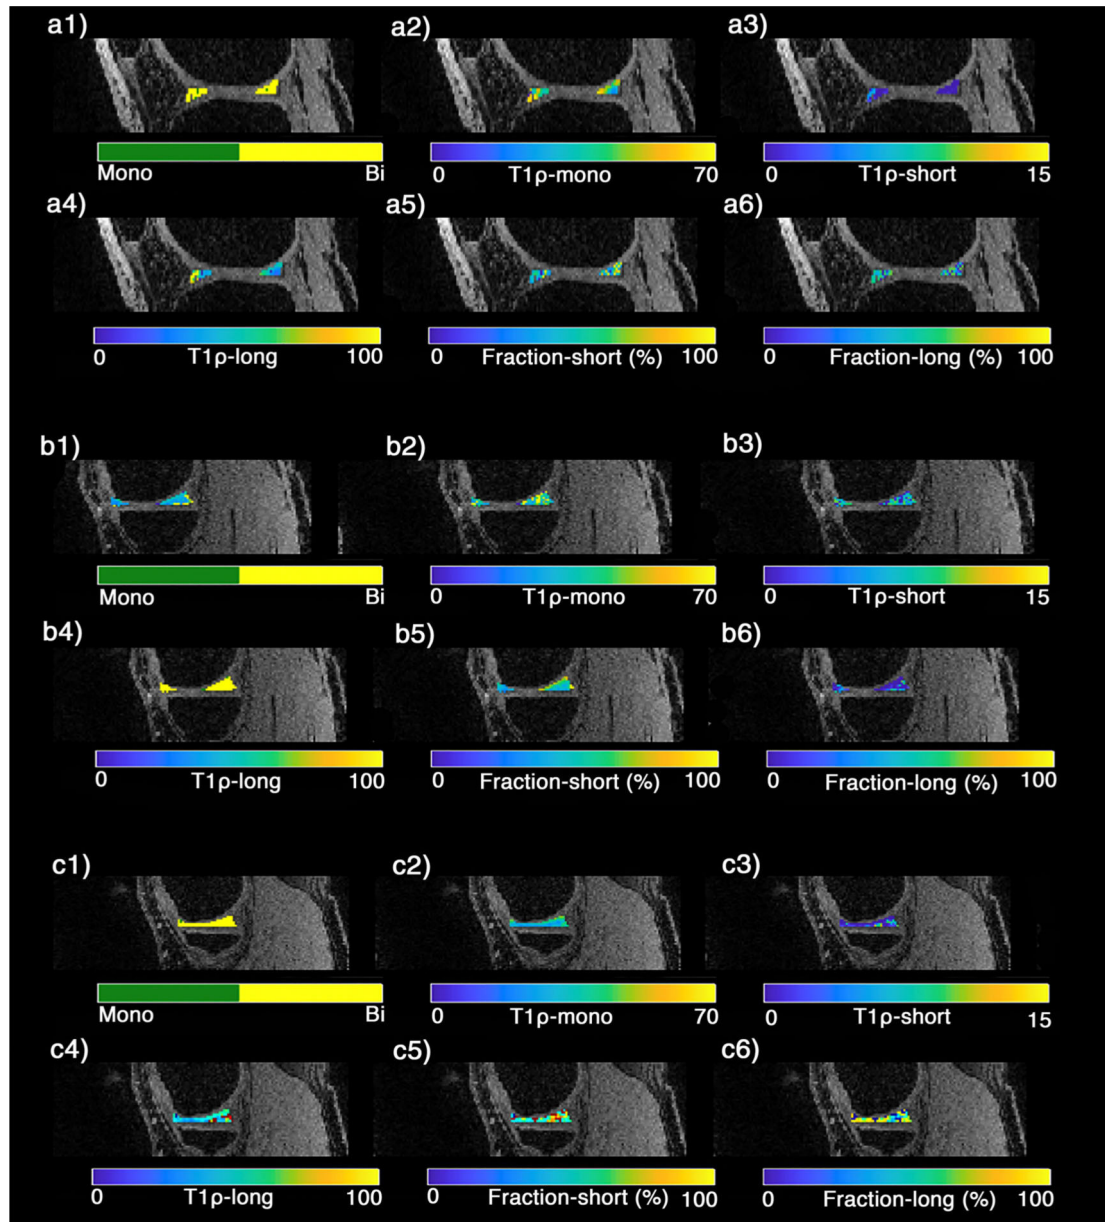 a1) a2) a3)
Mono Bi 0 T1ρ-mono 70 0 T1ρ-short 15
a4) a5) a6)
0 T1ρ-long 100 0 Fraction-short (%) 100 0 Fraction-long (%) 100
b1) b2) b3)
Mono Bi 0 T1ρ-mono 70 0 T1ρ-short 15
b4) b5) b6)
0 T1ρ-long 100 0 Fraction-short (%) 100 0 Fraction-long (%) 100
c1) c2) c3)
Mono Bi 0 T1ρ-mono 70 0 T1ρ-short 15
c4) c5) c6)
0 T1ρ-long 100 0 Fraction-short (%) 100 0 Fraction-long (%) 100